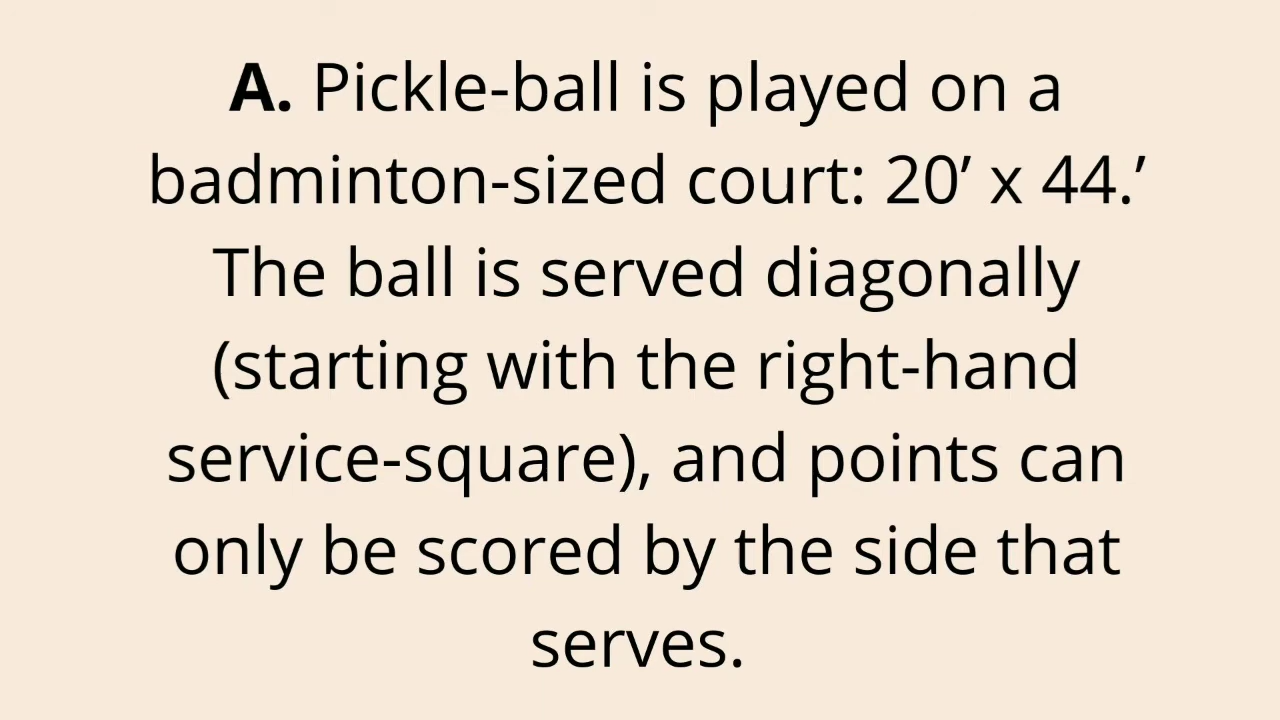 A. Pickle-ball is played on a
badminton-sized court: 20’ x 44.’
The ball is served diagonally
(starting with the right-hand
service-square), and points can
only be scored by the side that
serves.